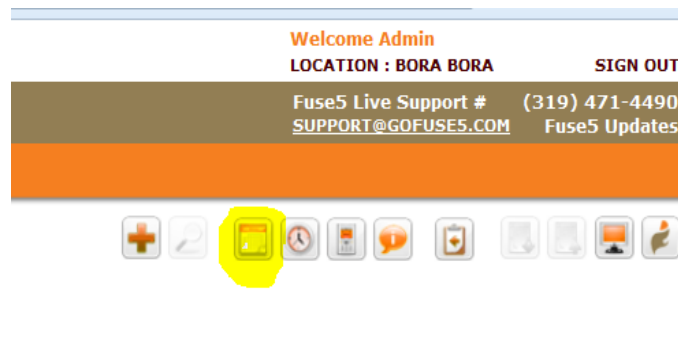 Welcome Admin
LOCATION : BORA BORA SIGN OUT
Fuse5 Live Support # (319) 471-4490
SUPPORT@GOFUSE5.COM Fuse5 Updates